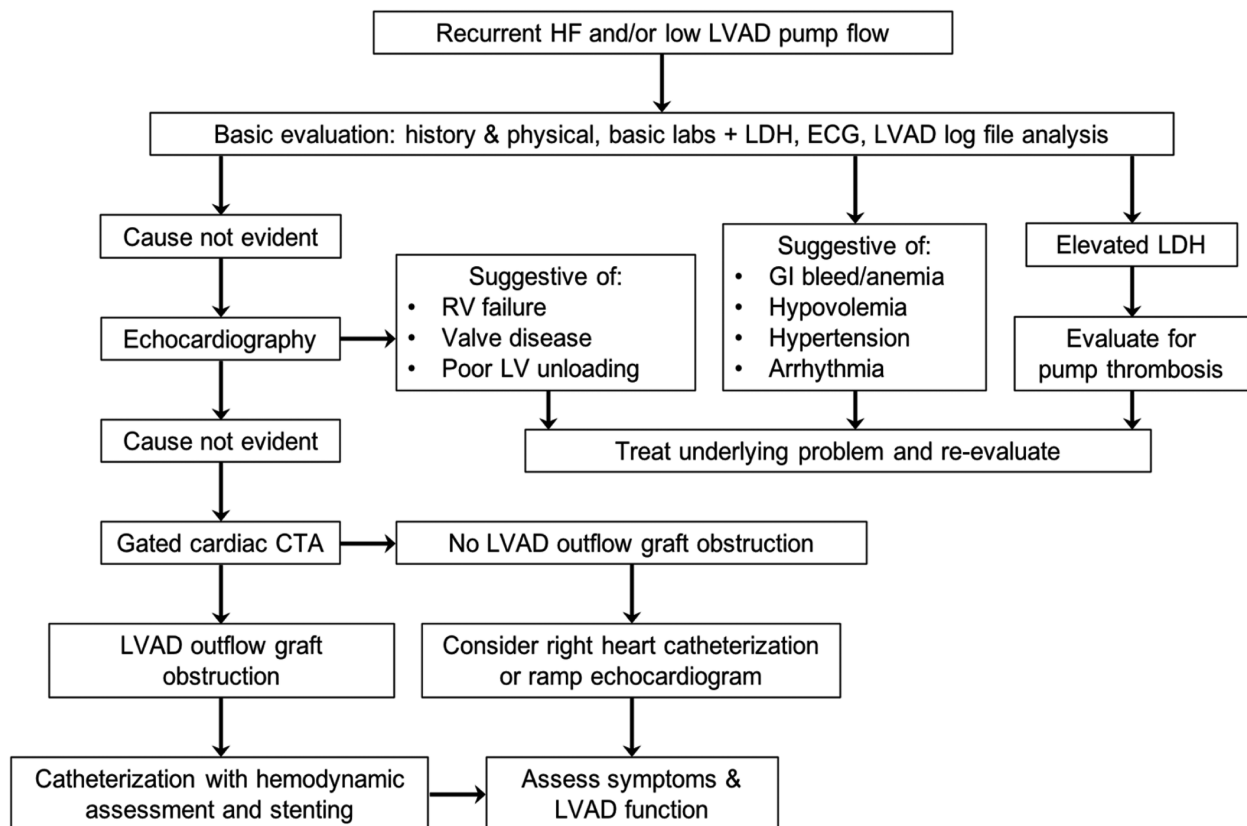 Recurrent HF and/or low LVAD pump flow
Basic evaluation: history & physical, basic labs + LDH, ECG, LVAD log file analysis
Cause not evident
Suggestive of:
• RV failure
• Valve disease
• Poor LV unloading
Suggestive of:
• GI bleed/anemia
• Hypovolemia
• Hypertension
• Arrhythmia
Elevated LDH
Echocardiography
Evaluate for
pump thrombosis
Cause not evident
Treat underlying problem and re-evaluate
Gated cardiac CTA
No LVAD outflow graft obstruction
LVAD outflow graft
obstruction
Consider right heart catheterization
or ramp echocardiogram
Catheterization with hemodynamic
assessment and stenting
Assess symptoms &
LVAD function